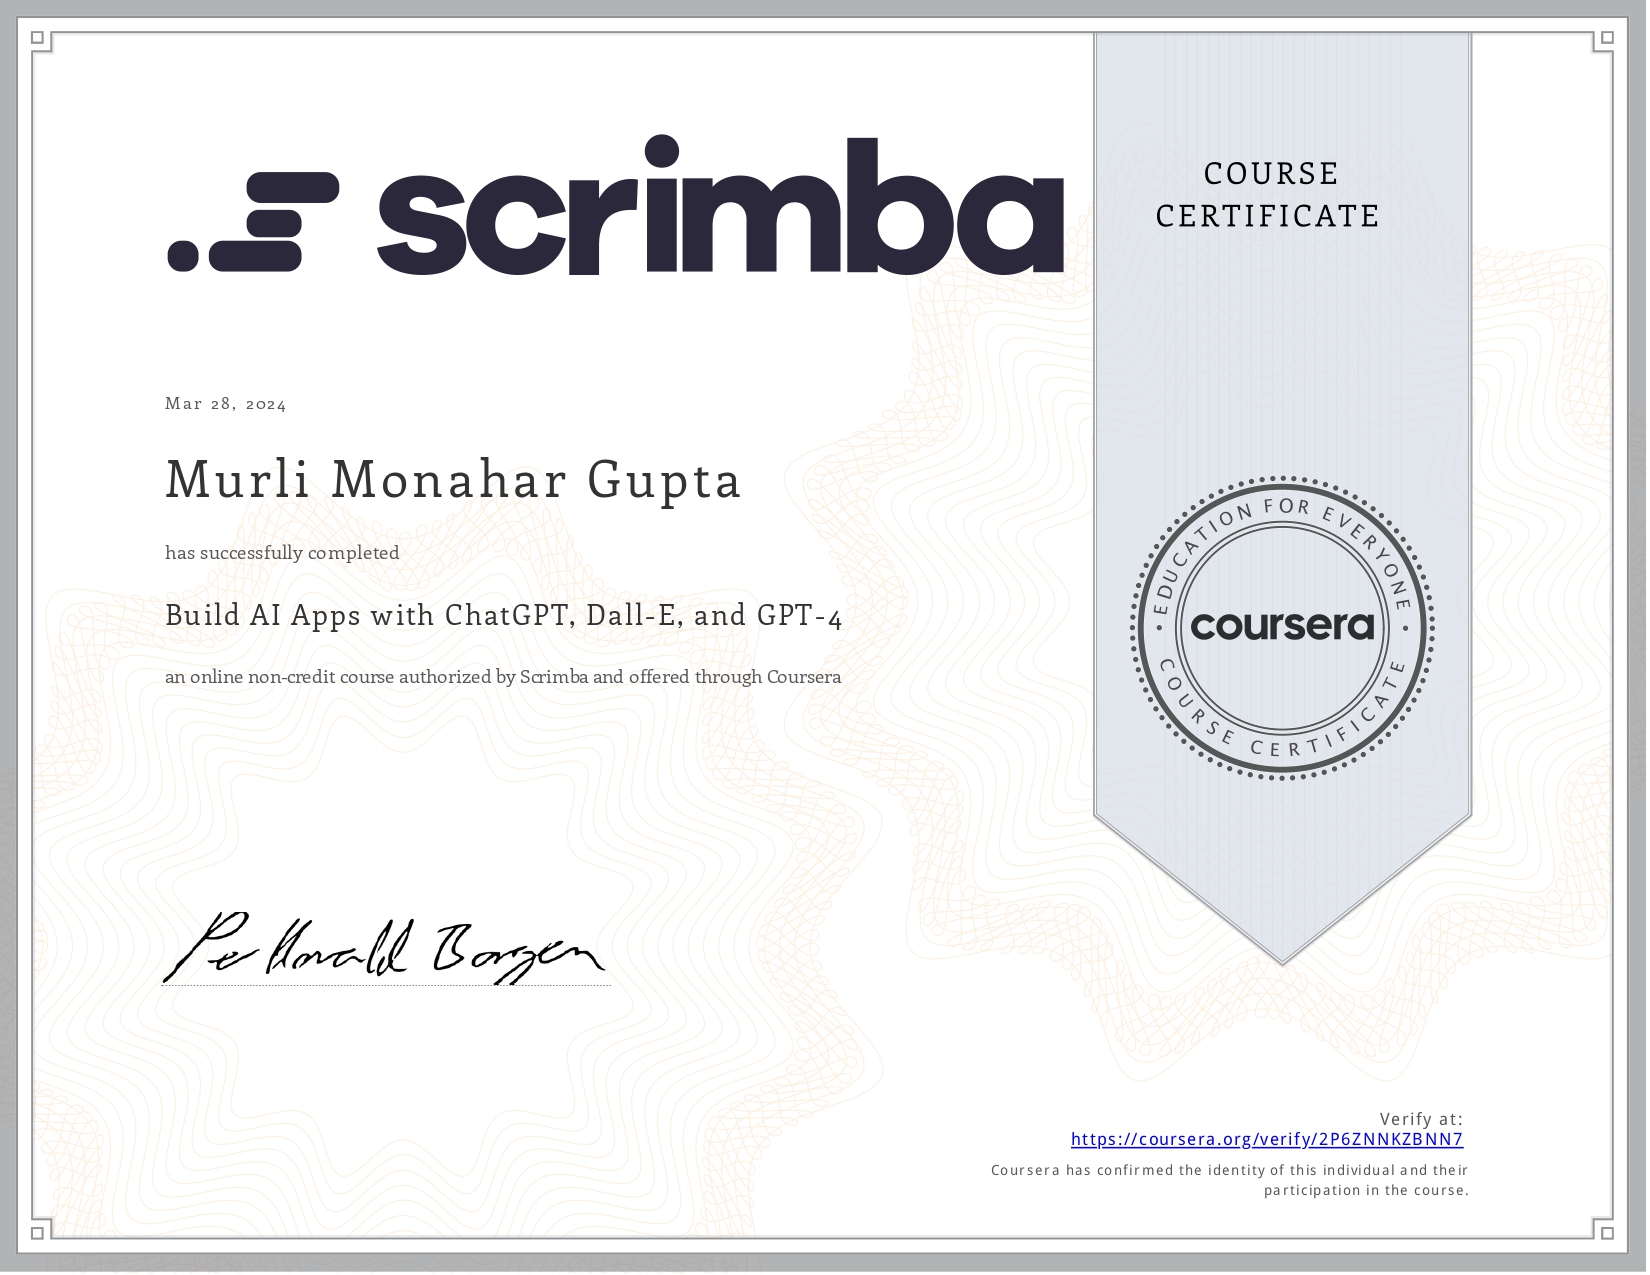 scrimba
COURSE
CERTIFICATE
Mar 28, 2024
Murli Monahar Gupta
has successfully completed
Build AI Apps with ChatGPT, Dall-E, and GPT-4
an online non-credit course authorized by Scrimba and offered through Coursera
EDUCATION FOR EVERYONE
coursera
COURSE CERTIFICATE
Per Harald Borgen
Verify at:
https://coursera.org/verify/2P6ZNNKZBNN7
Coursera has confirmed the identity of this individual and their
participation in the course.